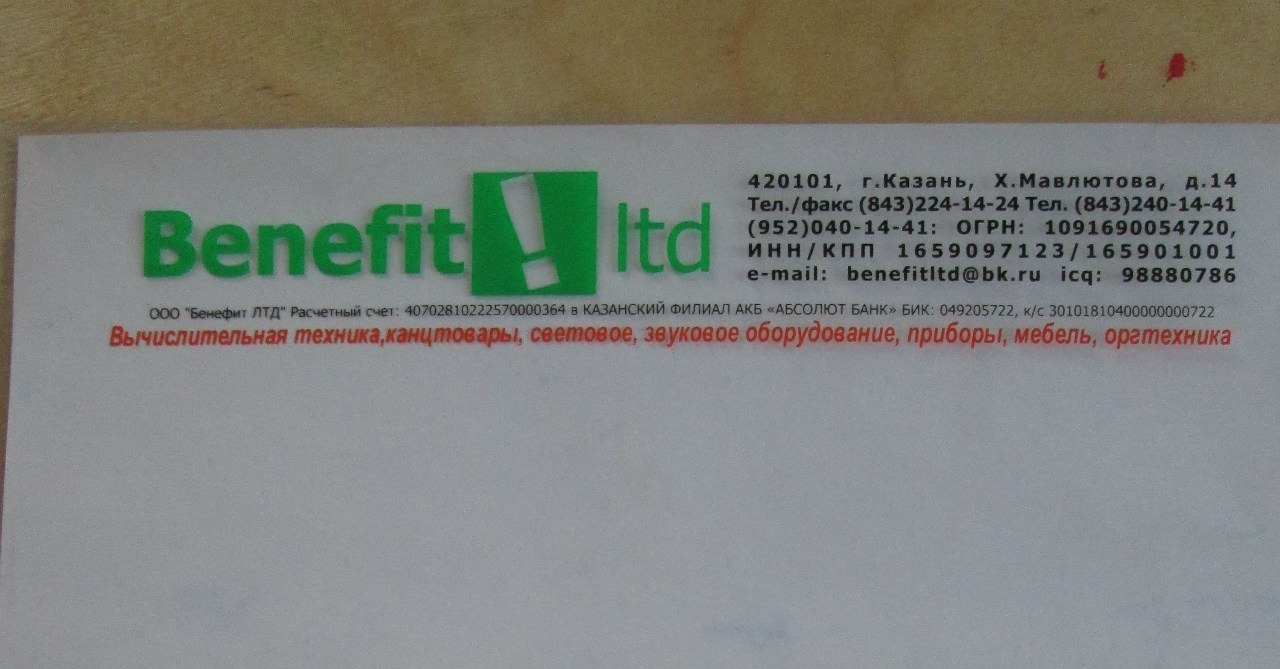 Benefit! ltd
420101, г.Казань, Х.Мавлютова, д.14
Тел./факс (843)224-14-24 Тел. (843)240-14-41
(952)040-14-41: ОГРН: 1091690054720,
ИНН/КПП 1659097123/165901001
e-mail: benefitltd@bk.ru icq: 98880786
ООО "Бенефит ЛТД" Расчетный счет: 40702810222570000364 в КАЗАНСКИЙ ФИЛИАЛ АКБ «АБСОЛЮТ БАНК» БИК: 049205722, к/с 30101810400000000722
Вычислительная техника,канцтовары, световое, звуковое оборудование, приборы, мебель, оргтехника